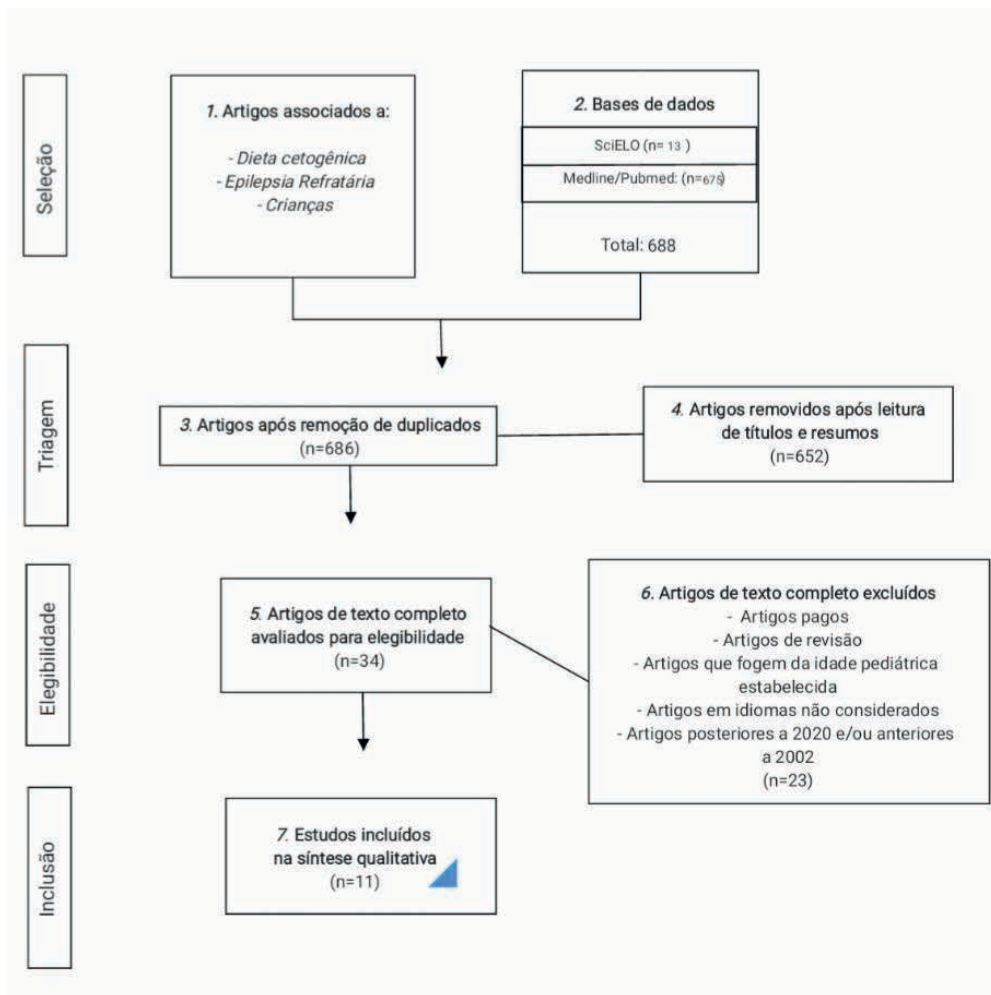 Seleção
1. Artigos associados a:
- Dieta cetogênica
- Epilepsia Refratária
- Crianças
2. Bases de dados
SciELO (n= 13 )
Medline/Pubmed: (n=675)
Total: 688
Triagem
3. Artigos após remoção de duplicados
(n=686)
4. Artigos removidos após leitura
de títulos e resumos
(n=652)
Elegibilidade
5. Artigos de texto completo
avaliados para elegibilidade
(n=34)
6. Artigos de texto completo excluídos
- Artigos pagos
- Artigos de revisão
- Artigos que fogem da idade pediátrica
estabelecida
- Artigos em idiomas não considerados
- Artigos posteriores a 2020 e/ou anteriores
a 2002
(n=23)
Inclusão
7. Estudos incluídos
na síntese qualitativa
(n=11)